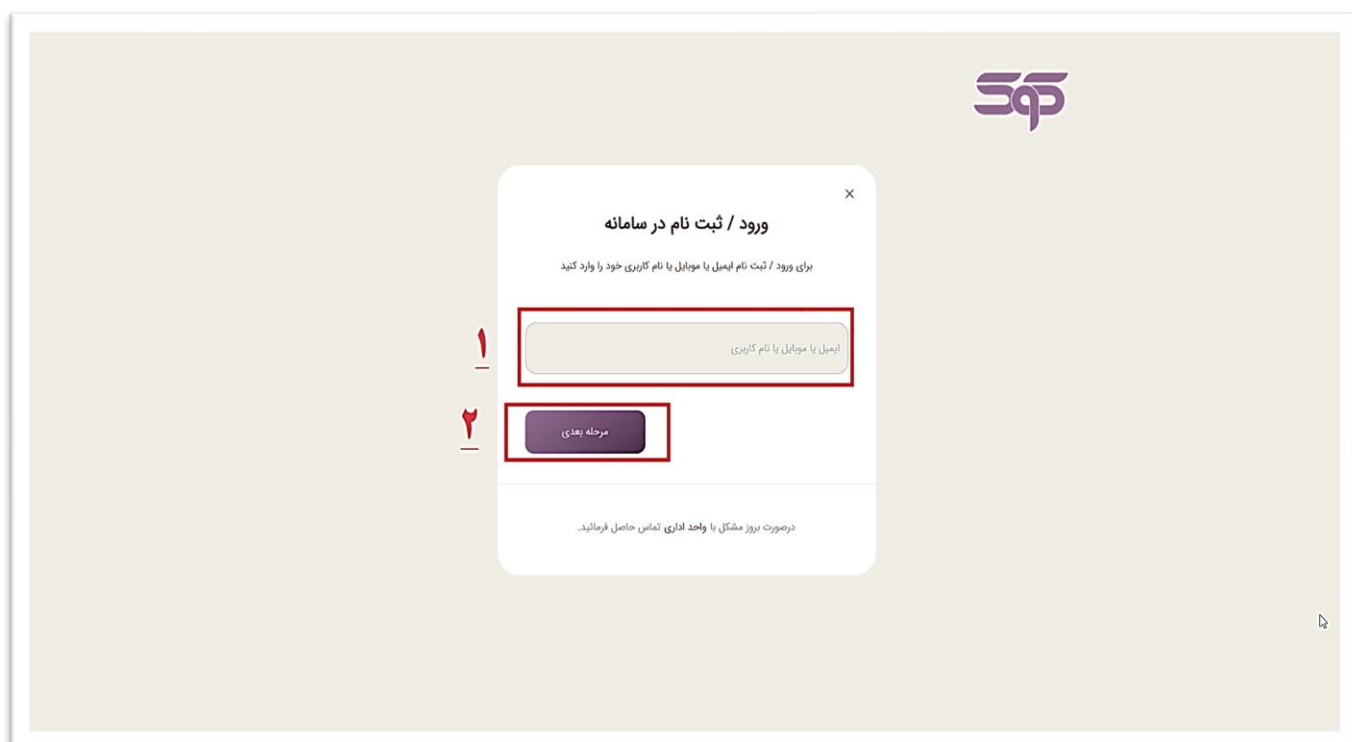 کوک
ورود / ثبت نام در سامانه
برای ورود / ثبت نام ایمیل یا موبایل یا نام کاربری خود را وارد کنید
۱
ایمیل یا موبایل یا نام کاربری
۲
مرحله بعدی
درصورت بروز مشکل با واحد اداری تماس حاصل فرمائید.